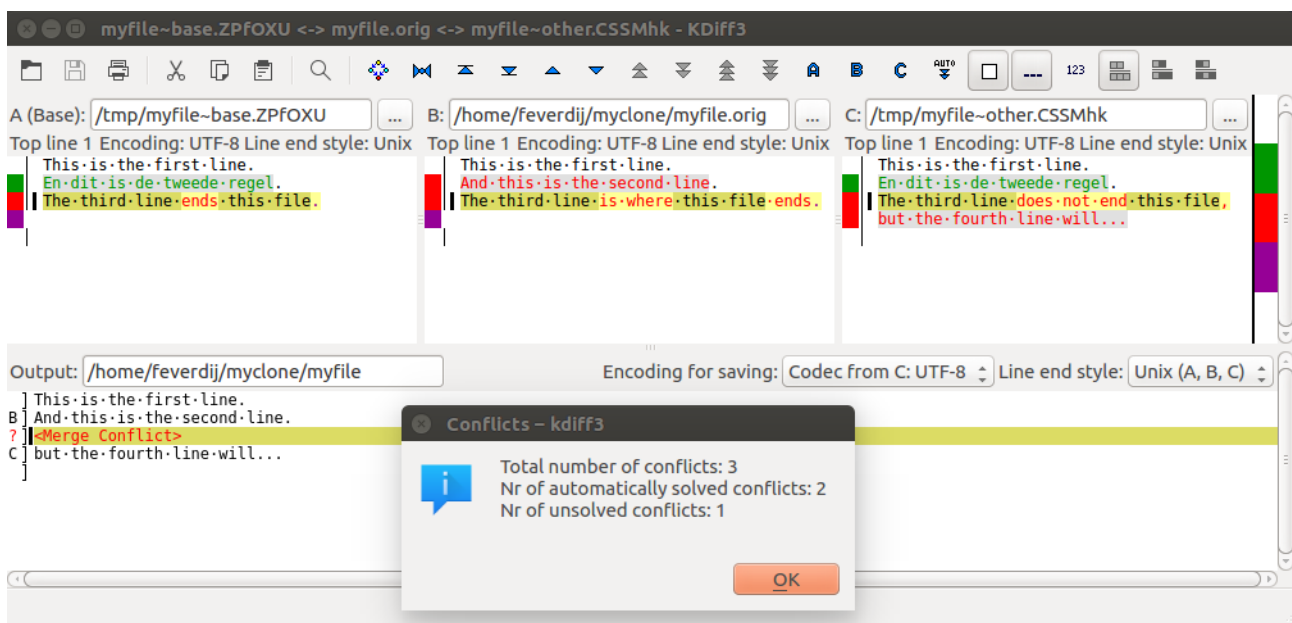 myfile~base.ZPfOXU <-> myfile.orig <-> myfile~other.CSSMhk - KDiff3
A B C AUTO 123
A (Base): /tmp/myfile~base.ZPfOXU ...
Top line 1 Encoding: UTF-8 Line end style: Unix
This·is·the·first·line.
En·dit·is·de·tweede·regel.
The·third·line·ends·this·file.
B: /home/feverdij/myclone/myfile.orig ...
Top line 1 Encoding: UTF-8 Line end style: Unix
This·is·the·first·line.
And·this·is·the·second·line.
The·third·line·is·where·this·file·ends.
C: /tmp/myfile~other.CSSMhk ...
Top line 1 Encoding: UTF-8 Line end style: Unix
This·is·the·first·line.
En·dit·is·de·tweede·regel.
The·third·line·does·not·end·this·file,
but·the·fourth·line·will...
Output: /home/feverdij/myclone/myfile Encoding for saving: Codec from C: UTF-8 Line end style: Unix (A, B, C)
] This·is·the·first·line.
B] And·this·is·the·second·line.
? ] <Merge Conflict>
C] but·the·fourth·line·will...
]
Conflicts – kdiff3
Total number of conflicts: 3
Nr of automatically solved conflicts: 2
Nr of unsolved conflicts: 1
OK